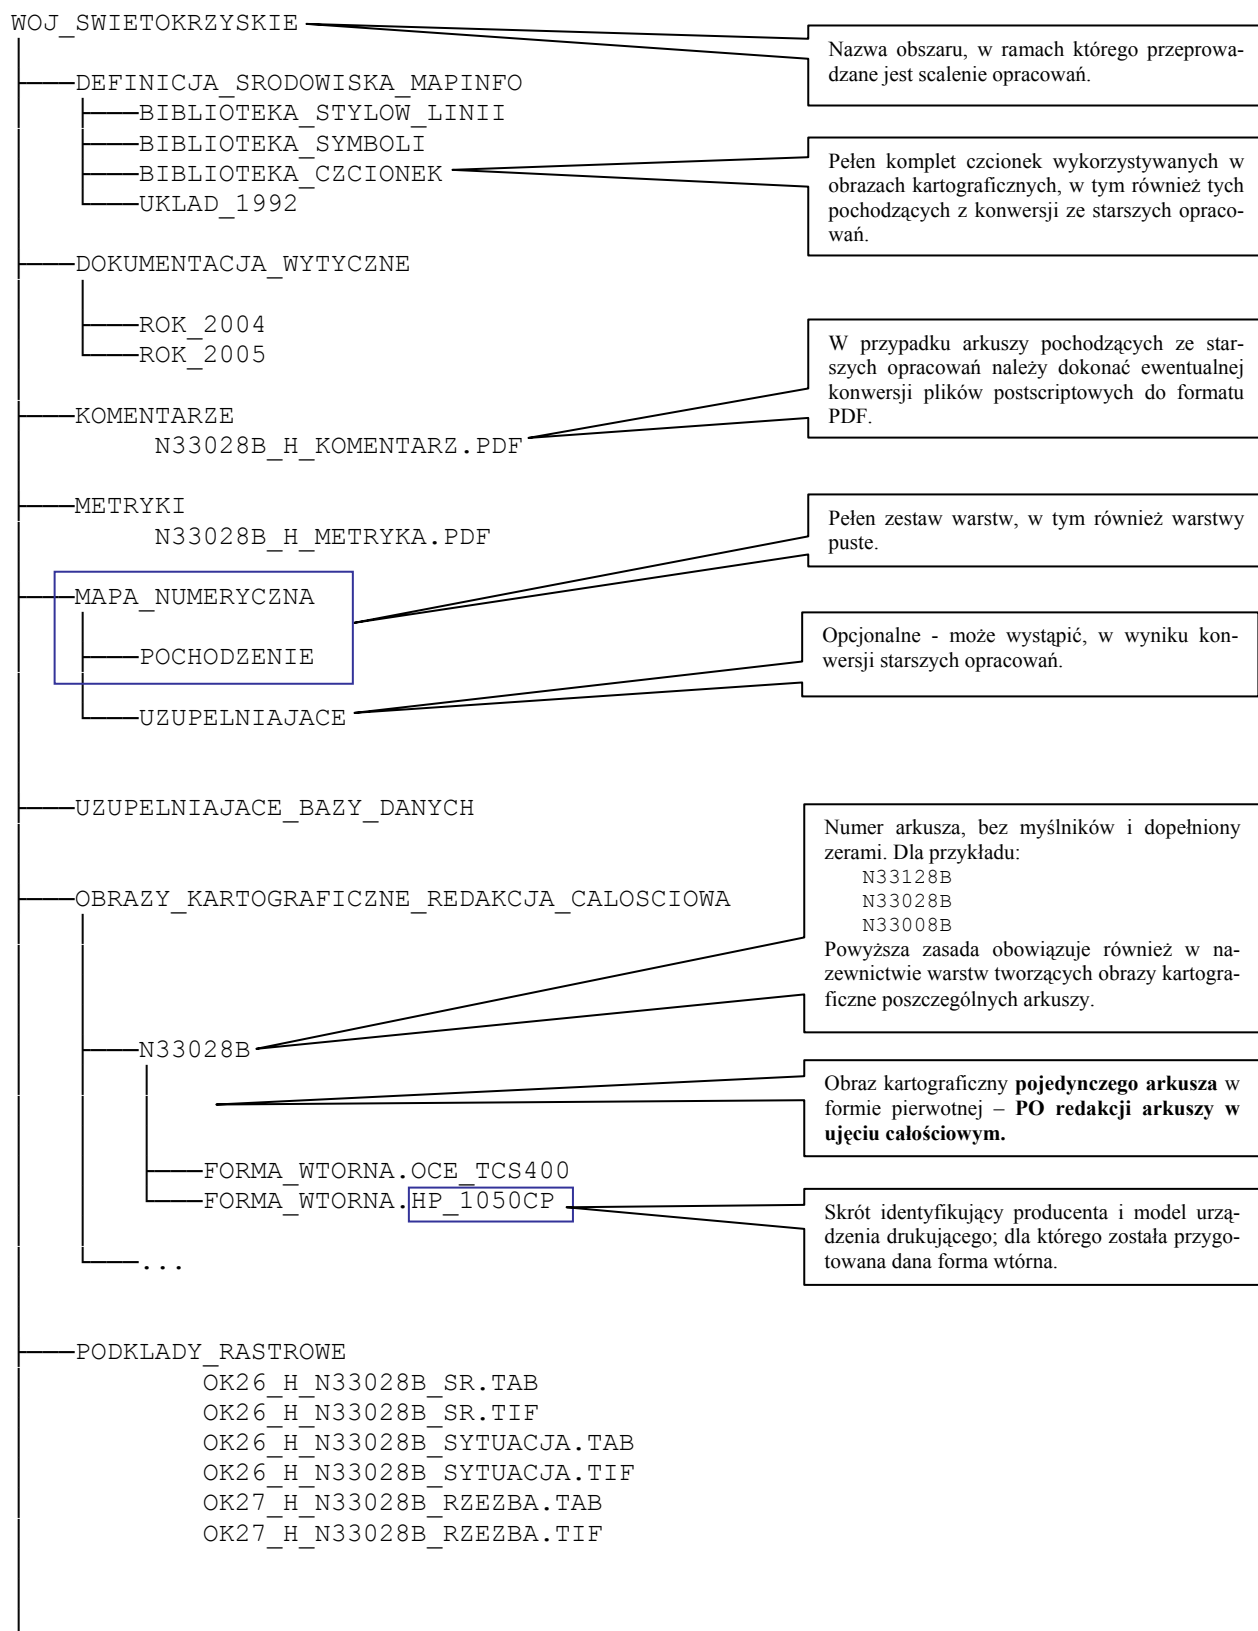 WOJ_SWIETOKRZYSKIE
Nazwa obszaru, w ramach którego przeprowa-
dzane jest scalenie opracowań.
DEFINICJA_SRODOWISKA_MAPINFO
BIBLIOTEKA_STYLOW_LINII
BIBLIOTEKA_SYMBOLI
BIBLIOTEKA_CZCIONEK
UKLAD_1992
Pełen komplet czcionek wykorzystywanych w
obrazach kartograficznych, w tym również tych
pochodzących z konwersji ze starszych opraco-
wań.
DOKUMENTACJA_WYTYCZNE
ROK_2004
ROK_2005
W przypadku arkuszy pochodzących ze star-
szych opracowań należy dokonać ewentualnej
konwersji plików postscriptowych do formatu
PDF.
KOMENTARZE
N33028B_H_KOMENTARZ.PDF
METRYKI
N33028B_H_METRYKA.PDF
Pełen zestaw warstw, w tym również warstwy
puste.
MAPA_NUMERYCZNA
POCHODZENIE
UZUPELNIAJACE
Opcjonalne - może wystąpić, w wyniku kon-
wersji starszych opracowań.
UZUPELNIAJACE_BAZY_DANYCH
Numer arkusza, bez myślników i dopełniony
zerami. Dla przykładu:
N33128B
N33028B
N33008B
Powyższa zasada obowiązuje również w na-
zewnictwie warstw tworzących obrazy kartogra-
ficzne poszczególnych arkuszy.
OBRAZY_KARTOGRAFICZNE_REDAKCJA_CALOSCIOWA
N33028B
Obraz kartograficzny pojedynczego arkusza w
formie pierwotnej – PO redakcji arkuszy w
ujęciu całościowym.
FORMA_WTORNA.OCE_TCS400
FORMA_WTORNA.HP_1050CP
Skrót identyfikujący producenta i model urzą-
dzenia drukującego; dla którego została przygo-
towana dana forma wtórna.
...
PODKLADY_RASTROWE
OK26_H_N33028B_SR.TAB
OK26_H_N33028B_SR.TIF
OK26_H_N33028B_SYTUACJA.TAB
OK26_H_N33028B_SYTUACJA.TIF
OK27_H_N33028B_RZEZBA.TAB
OK27_H_N33028B_RZEZBA.TIF